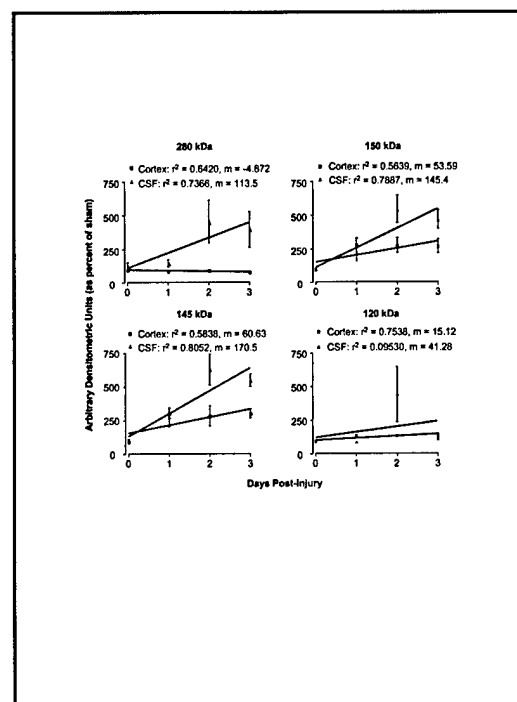 280 kDa
Cortex: r² = 0.6420, m = -4.672
CSF: r² = 0.7366, m = 113.5
150 kDa
Cortex: r² = 0.5639, m = 53.59
CSF: r² = 0.7887, m = 145.4
750
500
250
0
0 1 2 3
750
500
250
0
0 1 2 3
145 kDa
Cortex: r² = 0.5838, m = 60.63
CSF: r² = 0.8052, m = 170.5
120 kDa
Cortex: r² = 0.7538, m = 15.12
CSF: r² = 0.09530, m = 41.28
750
500
250
0
0 1 2 3
750
500
250
0
0 1 2 3
Arbitrary Densitometric Units (as percent of sham)
Days Post-Injury